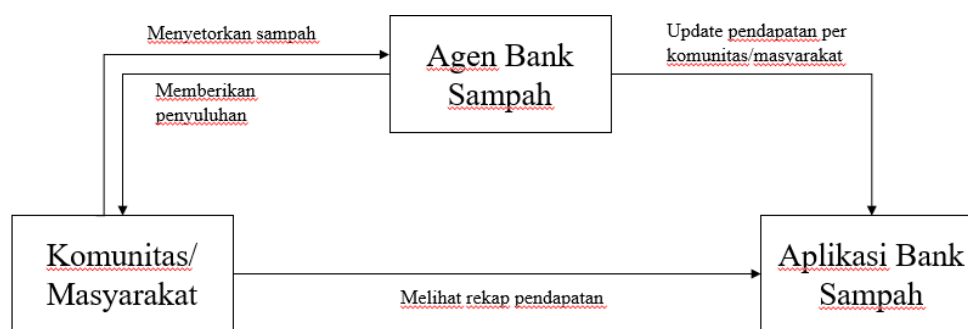 Menyetorkan sampah
Agen Bank
Sampah
Update pendapatan per
komunitas/masyarakat
Memberikan
penyuluhan
Komunitas/
Masyarakat
Aplikasi Bank
Sampah
Melihat rekap pendapatan